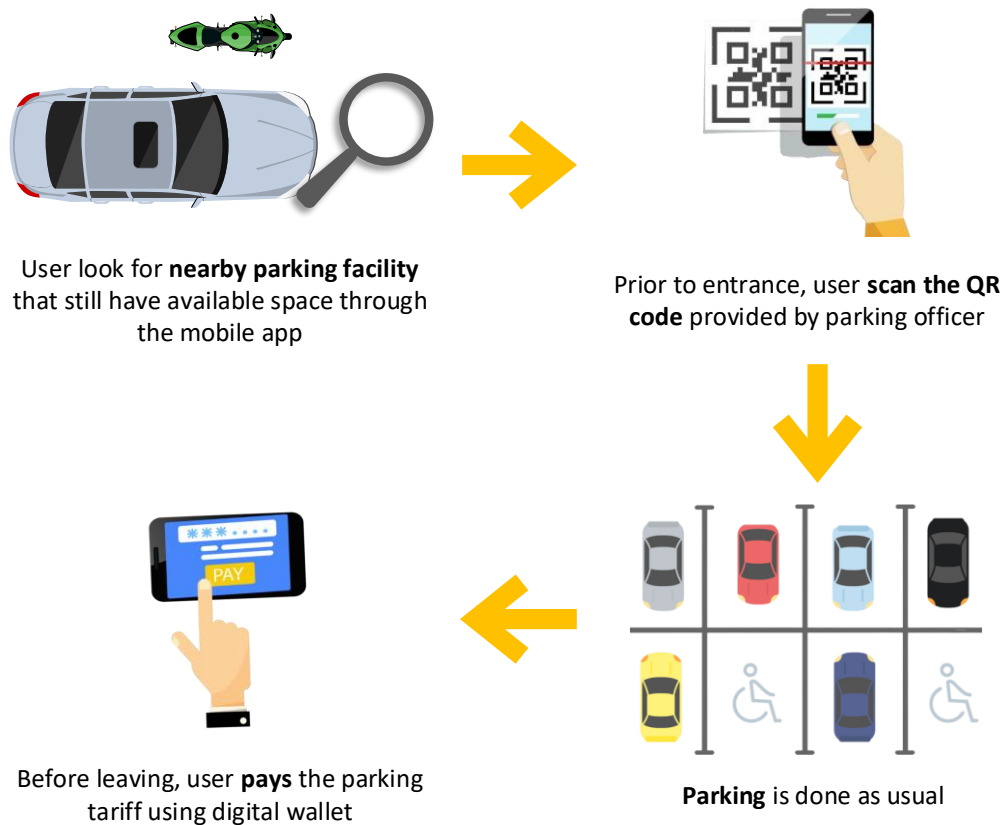 User look for nearby parking facility
that still have available space through
the mobile app
Prior to entrance, user scan the QR
code provided by parking officer
PAY
Before leaving, user pays the parking
tariff using digital wallet
Parking is done as usual